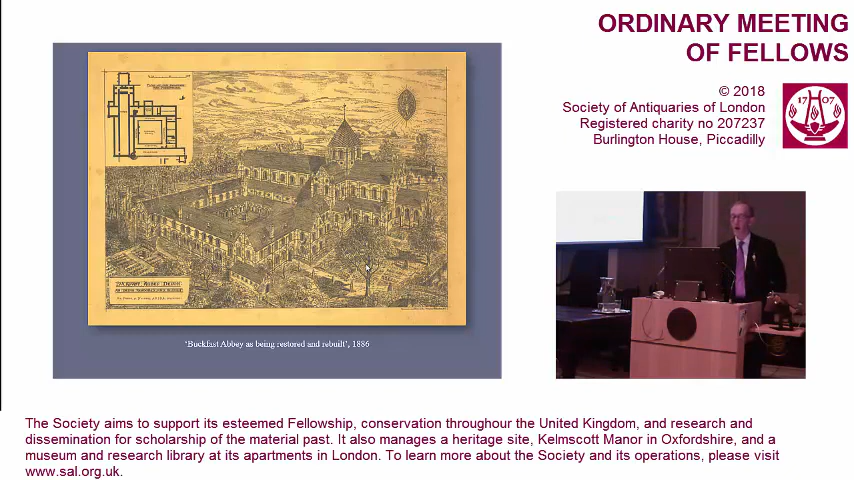 ORDINARY MEETING
OF FELLOWS
© 2018
Society of Antiquaries of London
Registered charity no 207237
Burlington House, Piccadilly
17 07
'Buckfast Abbey as being restored and rebuilt', 1886
The Society aims to support its esteemed Fellowship, conservation throughour the United Kingdom, and research and
dissemination for scholarship of the material past. It also manages a heritage site, Kelmscott Manor in Oxfordshire, and a
museum and research library at its apartments in London. To learn more about the Society and its operations, please visit
www.sal.org.uk.